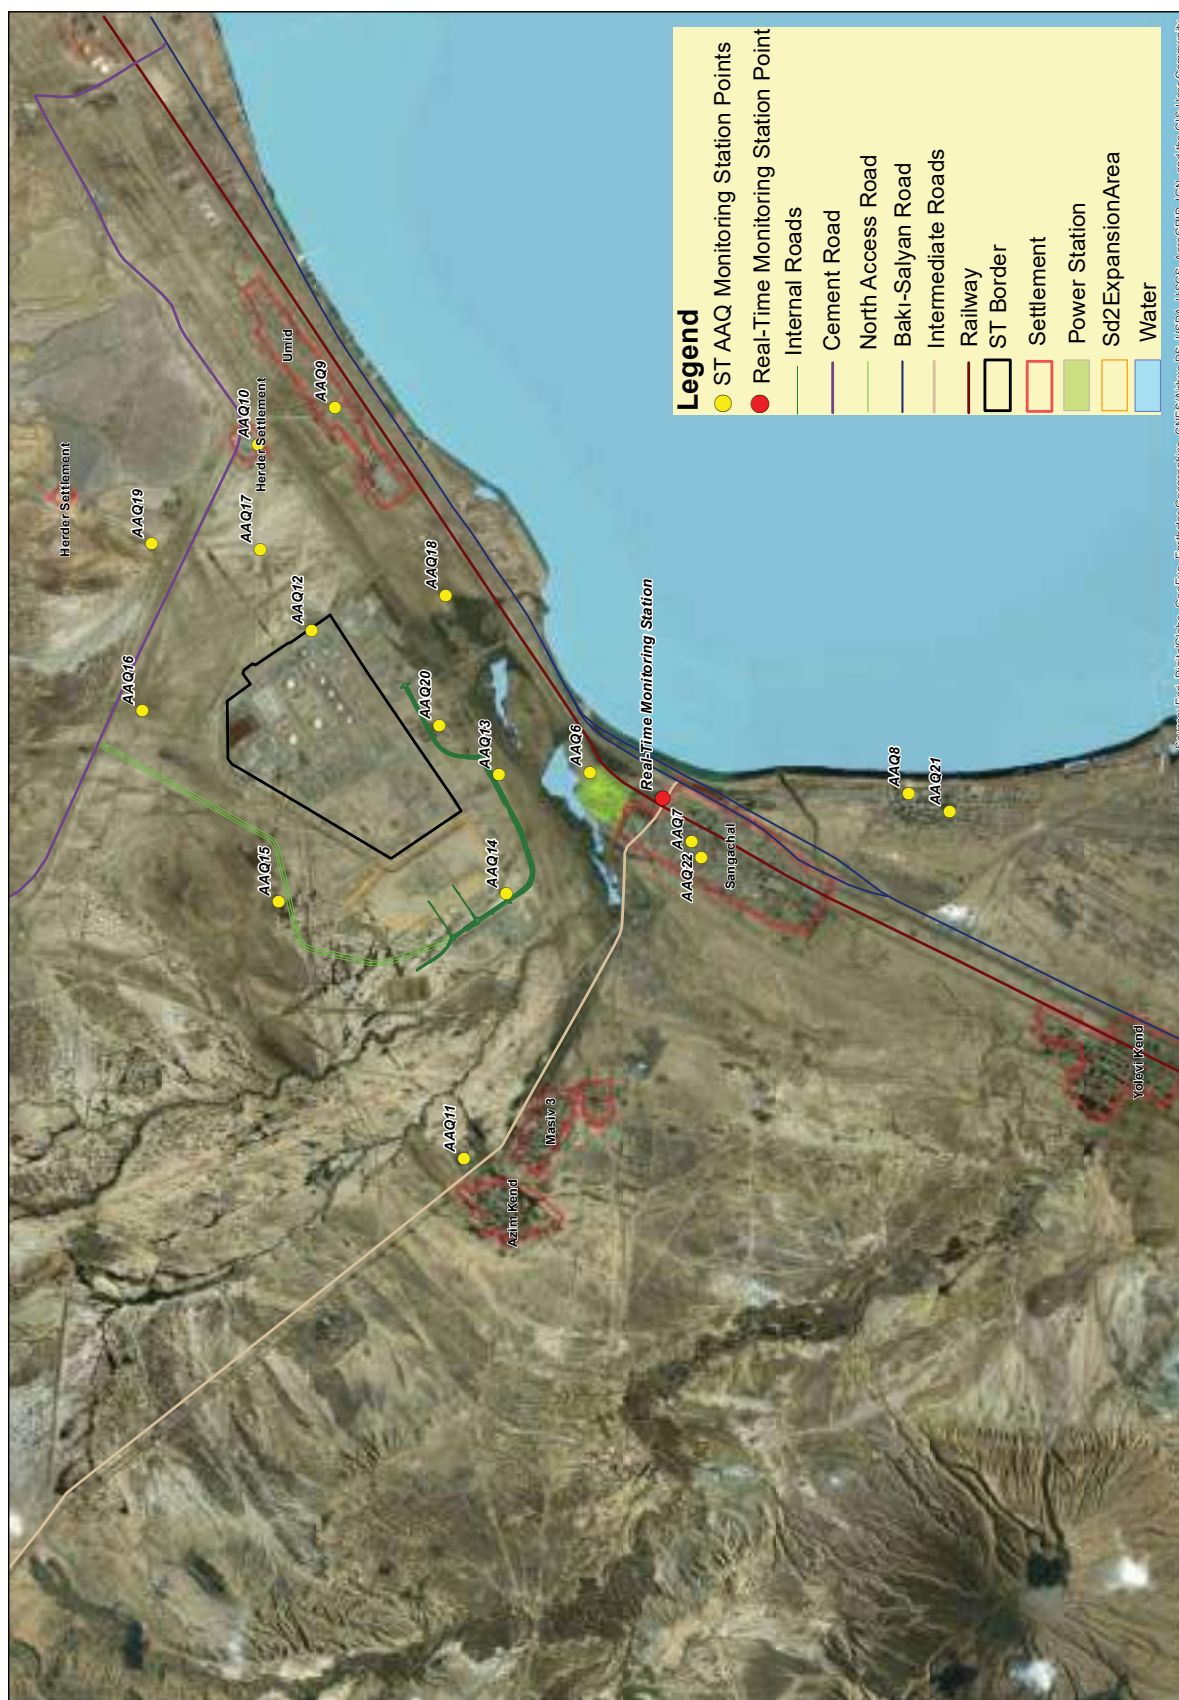 Herder Settlement
AAQ19
AAQ16
AAQ10
Herder Settlement
AAQ17
Umid
AAQ9
AAQ12
AAQ15
AAQ18
AAQ20
AAQ13
AAQ14
AAQ11
Azim Kend
Masiv 3
AAQ6
Real-Time Monitoring Station
AAQ7
AAQ22
Sangachal
AAQ8
AAQ21
Yolevi Kend
Legend
ST AAQ Monitoring Station Points
Real-Time Monitoring Station Point
Internal Roads
Cement Road
North Access Road
Bakı-Salyan Road
Intermediate Roads
Railway
ST Border
Settlement
Power Station
Sd2ExpansionArea
Water